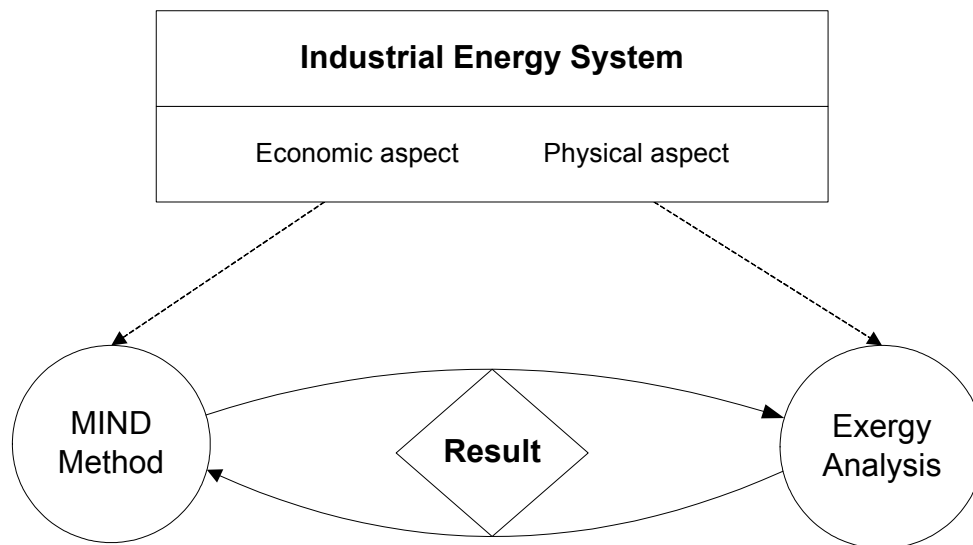 Industrial Energy System
Economic aspect Physical aspect
MIND
Method
Result
Exergy
Analysis